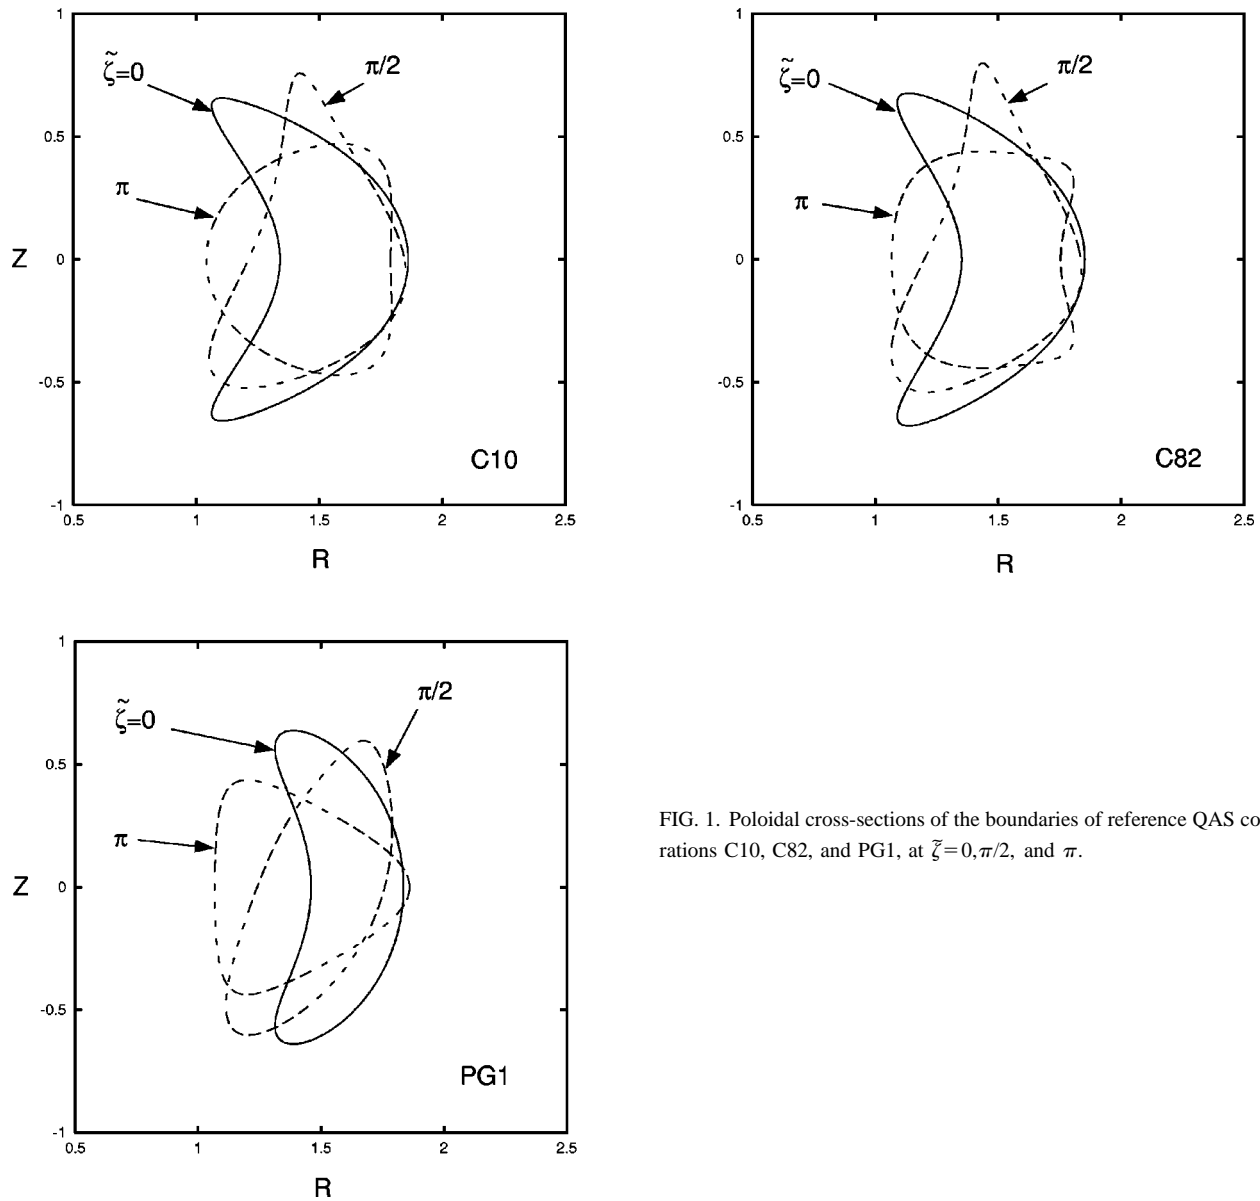 1
0.5
Z 0
-0.5
-1
0.5 1 1.5 2 2.5
R
ζ̃=0
π/2
π
C10
1
0.5
0
-0.5
-1
0.5 1 1.5 2 2.5
R
ζ̃=0
π/2
π
C82
1
0.5
Z 0
-0.5
-1
0.5 1 1.5 2 2.5
R
ζ̃=0
π/2
π
PG1
FIG. 1. Poloidal cross-sections of the boundaries of reference QAS co
rations C10, C82, and PG1, at ζ̃=0,π/2, and π.